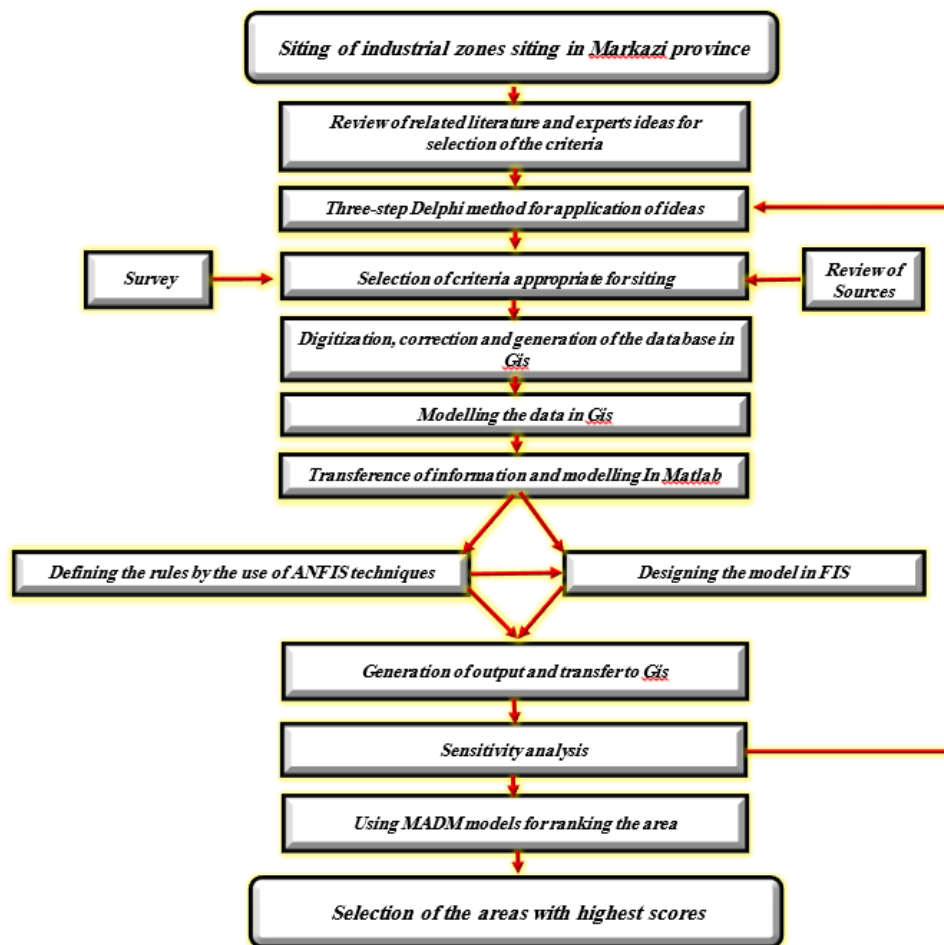 Siting of industrial zones siting in Markazi province
Review of related literature and experts ideas for
selection of the criteria
Three-step Delphi method for application of ideas
Survey
Selection of criteria appropriate for siting
Review of
Sources
Digitization, correction and generation of the database in
Gis
Modelling the data in Gis
Transference of information and modelling In Matlab
Defining the rules by the use of ANFIS techniques
Designing the model in FIS
Generation of output and transfer to Gis
Sensitivity analysis
Using MADM models for ranking the area
Selection of the areas with highest scores